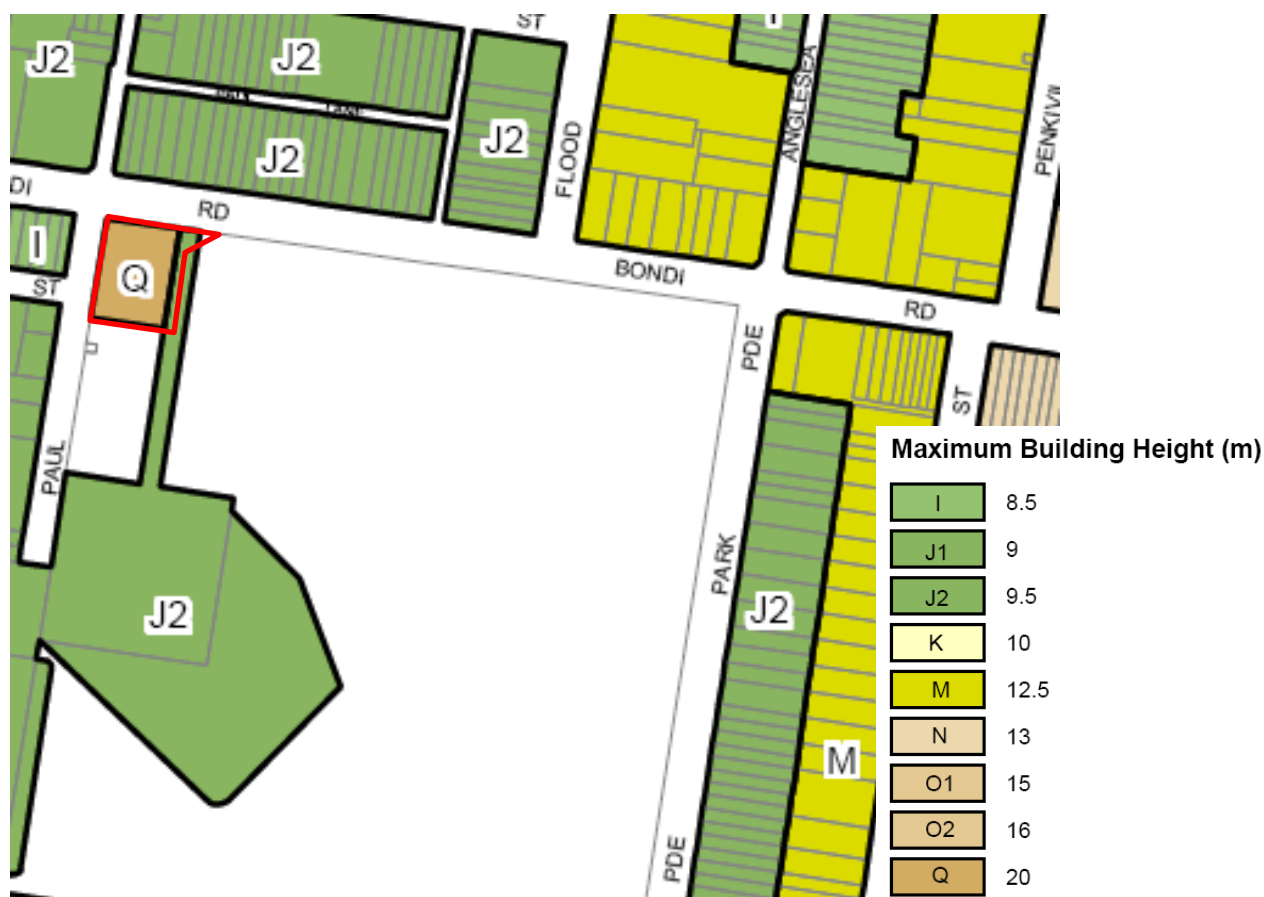 ST
J2
J2
J2
J2
FLOOD
ANGLESEA
DI
RD
I
Q
ST
BONDI
RD
PDE
ST
PAUL
PARK
J2
J2
M
PDE
Maximum Building Height (m)
I 8.5
J1 9
J2 9.5
K 10
M 12.5
N 13
O1 15
O2 16
Q 20